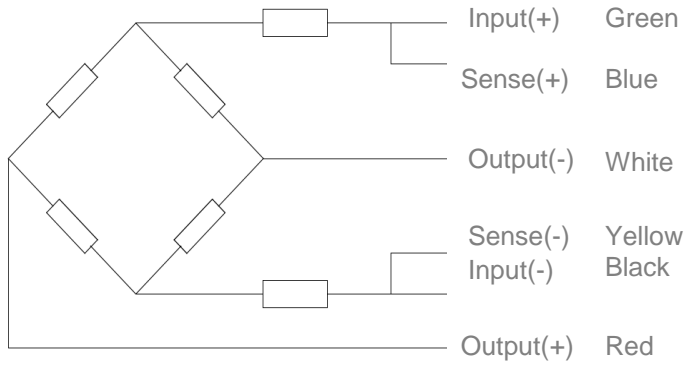 Input(+) Green
Sense(+) Blue
Output(-) White
Sense(-) Yellow
Input(-) Black
Output(+) Red